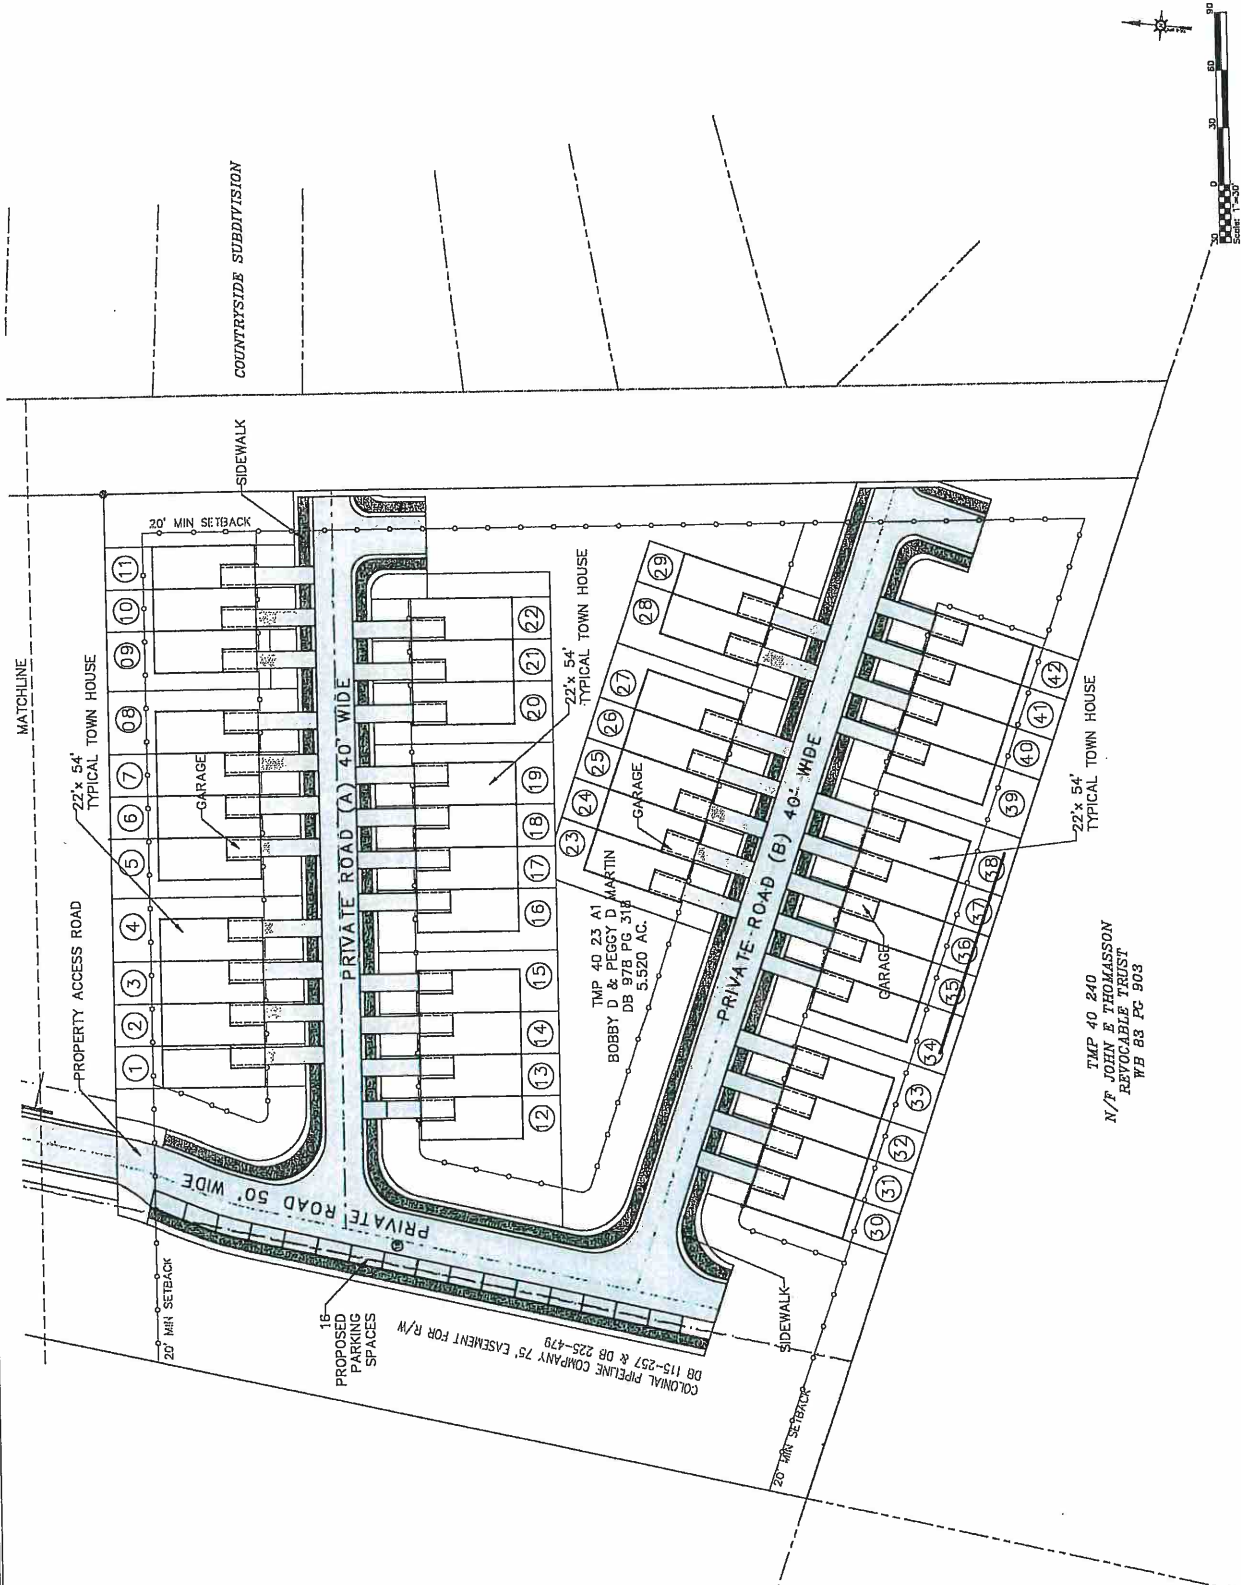 MATCHLINE
COUNTRYSIDE SUBDIVISION
SIDEWALK
20' MIN SETBACK
22'x 54'
TYPICAL TOWN HOUSE
PROPERTY ACCESS ROAD
GARAGE
1
2
3
4
5
6
7
08
09
10
11
PRIVATE ROAD (A) 40' WIDE
PRIVATE ROAD 50' WIDE
12
13
14
15
16
17
18
19
20
21
22
22'x 54'
TYPICAL TOWN HOUSE
20' MIN SETBACK
16
PROPOSED
PARKING
SPACES
COLONIAL PIPELINE COMPANY 75' EASEMENT FOR R/W
DB 115-257 & DB 225-479
TMP 40 23 A1
BOBBY D & PEGGY D MARTIN
DB 978 PG 318
5.520 AC.
GARAGE
23
24
25
26
27
28
29
PRIVATE ROAD (B) 40' WIDE
GARAGE
30
31
32
33
34
35
36
37
38
39
40
41
42
22'x 54'
TYPICAL TOWN HOUSE
SIDEWALK
20' MIN SETBACK
TMP 40 240
N/F JOHN E THOMASSON
REVOCABLE TRUST
WB 83 PG 903
30 0 30 60 90
Scale: 1"=30'